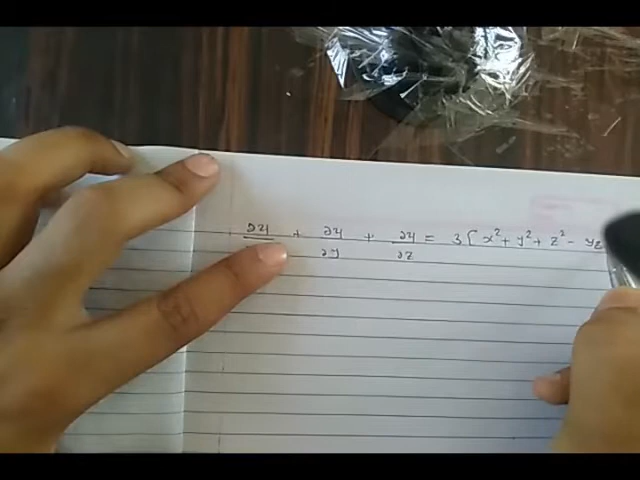 ∂u/ + ∂u/∂y + ∂u/∂z = 3[x² + y² + z² - yz